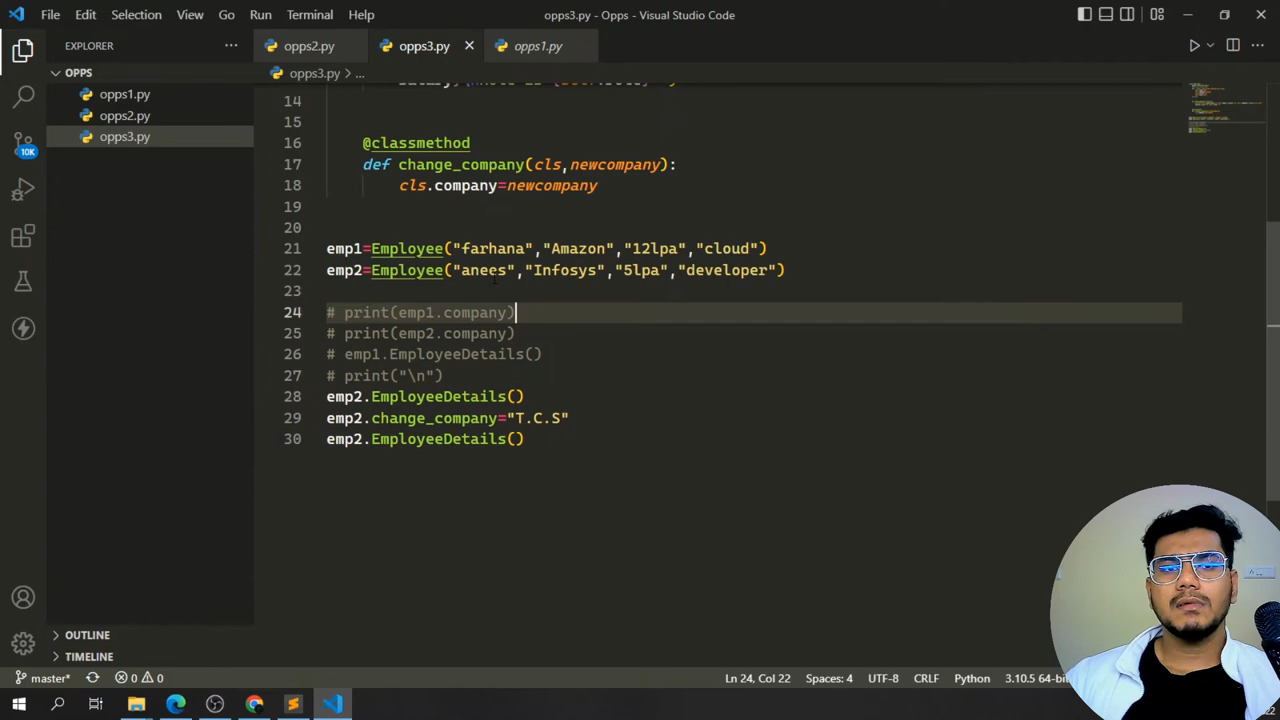 File Edit Selection View Go Run Terminal Help opps3.py - Opps - Visual Studio Code
EXPLORER
opps2.py opps3.py opps1.py
OPPS
opps3.py > ...
opps1.py
opps2.py
opps3.py
14
15
16 @classmethod
17 def change_company(cls,newcompany):
18 cls.company=newcompany
19
20
21 emp1=Employee("farhana","Amazon","12lpa","cloud")
22 emp2=Employee("anees","Infosys","5lpa","developer")
23
24 # print(emp1.company)
25 # print(emp2.company)
26 # emp1.EmployeeDetails()
27 # print("\n")
28 emp2.EmployeeDetails()
29 emp2.change_company="T.C.S"
30 emp2.EmployeeDetails()
10K
OUTLINE
TIMELINE
master* 0 0 Ln 24, Col 22 Spaces: 4 UTF-8 CRLF Python 3.10.5 64-b